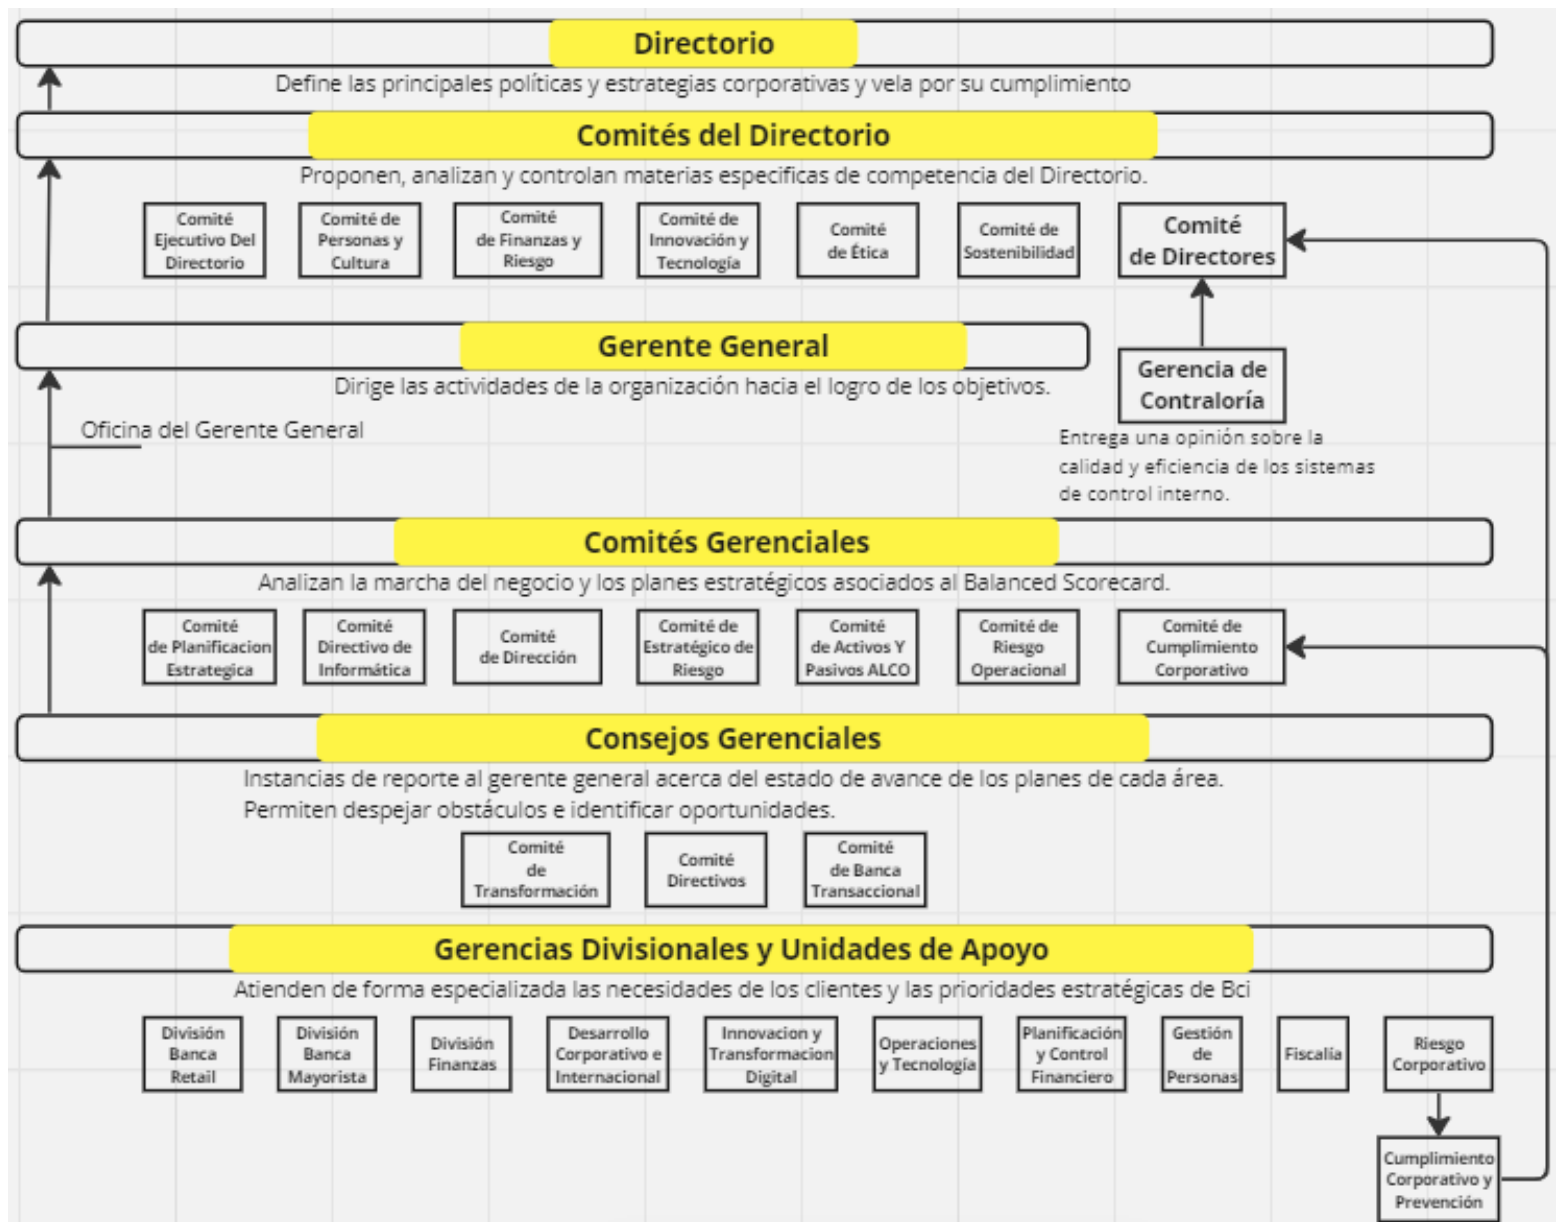 Directorio
Define las principales políticas y estrategias corporativas y vela por su cumplimiento
Comités del Directorio
Proponen, analizan y controlan materias especificas de competencia del Directorio.
Comité
Ejecutivo Del
Directorio
Comité de
Personas y
Cultura
Comité
de Finanzas y
Riesgo
Comité de
Innovación y
Tecnología
Comité
de Ética
Comité de
Sostenibilidad
Comité
de Directores
Gerente General
Dirige las actividades de la organización hacia el logro de los objetivos.
Gerencia de
Contraloría
Entrega una opinión sobre la
calidad y eficiencia de los sistemas
de control interno.
Oficina del Gerente General
Comités Gerenciales
Analizan la marcha del negocio y los planes estratégicos asociados al Balanced Scorecard.
Comité
de Planificacion
Estrategica
Comité
Directivo de
Informática
Comité
de Dirección
Comité de
Estratégico de
Riesgo
Comité
de Activos Y
Pasivos ALCO
Comité de
Riesgo
Operacional
Comité de
Cumplimiento
Corporativo
Consejos Gerenciales
Instancias de reporte al gerente general acerca del estado de avance de los planes de cada área.
Permiten despejar obstáculos e identificar oportunidades.
Comité
de
Transformación
Comité
Directivos
Comité
de Banca
Transaccional
Gerencias Divisionales y Unidades de Apoyo
Atienden de forma especializada las necesidades de los clientes y las prioridades estratégicas de Bci
División
Banca
Retail
División
Banca
Mayorista
División
Finanzas
Desarrollo
Corporativo e
Internacional
Innovacion y
Transformacion
Digital
Operaciones
y Tecnología
Planificación
y Control
Financiero
Gestión
de
Personas
Fiscalía
Riesgo
Corporativo
Cumplimiento
Corporativo y
Prevención